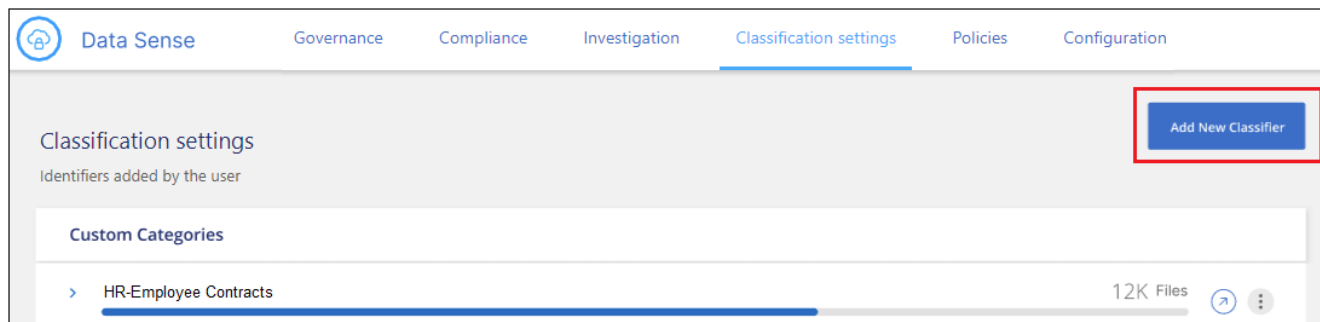 Data Sense Governance Compliance Investigation Classification settings Policies Configuration
Add New Classifier
Classification settings
Identifiers added by the user
Custom Categories
HR-Employee Contracts 12K Files